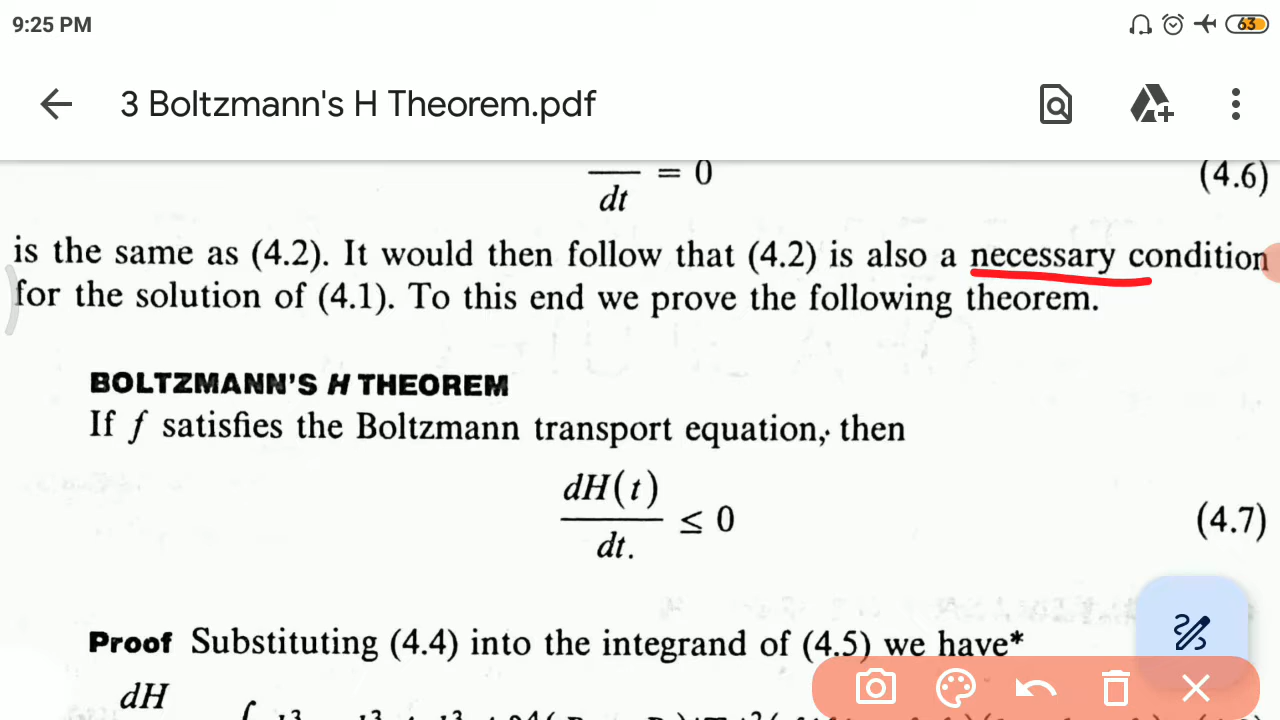 9:25 PM
63
3 Boltzmann's H Theorem.pdf
dt = 0 (4.6)
is the same as (4.2). It would then follow that (4.2) is also a necessary condition
for the solution of (4.1). To this end we prove the following theorem.
BOLTZMANN'S H THEOREM
If f satisfies the Boltzmann transport equation, then
dH(t)
dt. ≤ 0 (4.7)
Proof Substituting (4.4) into the integrand of (4.5) we have*
dH